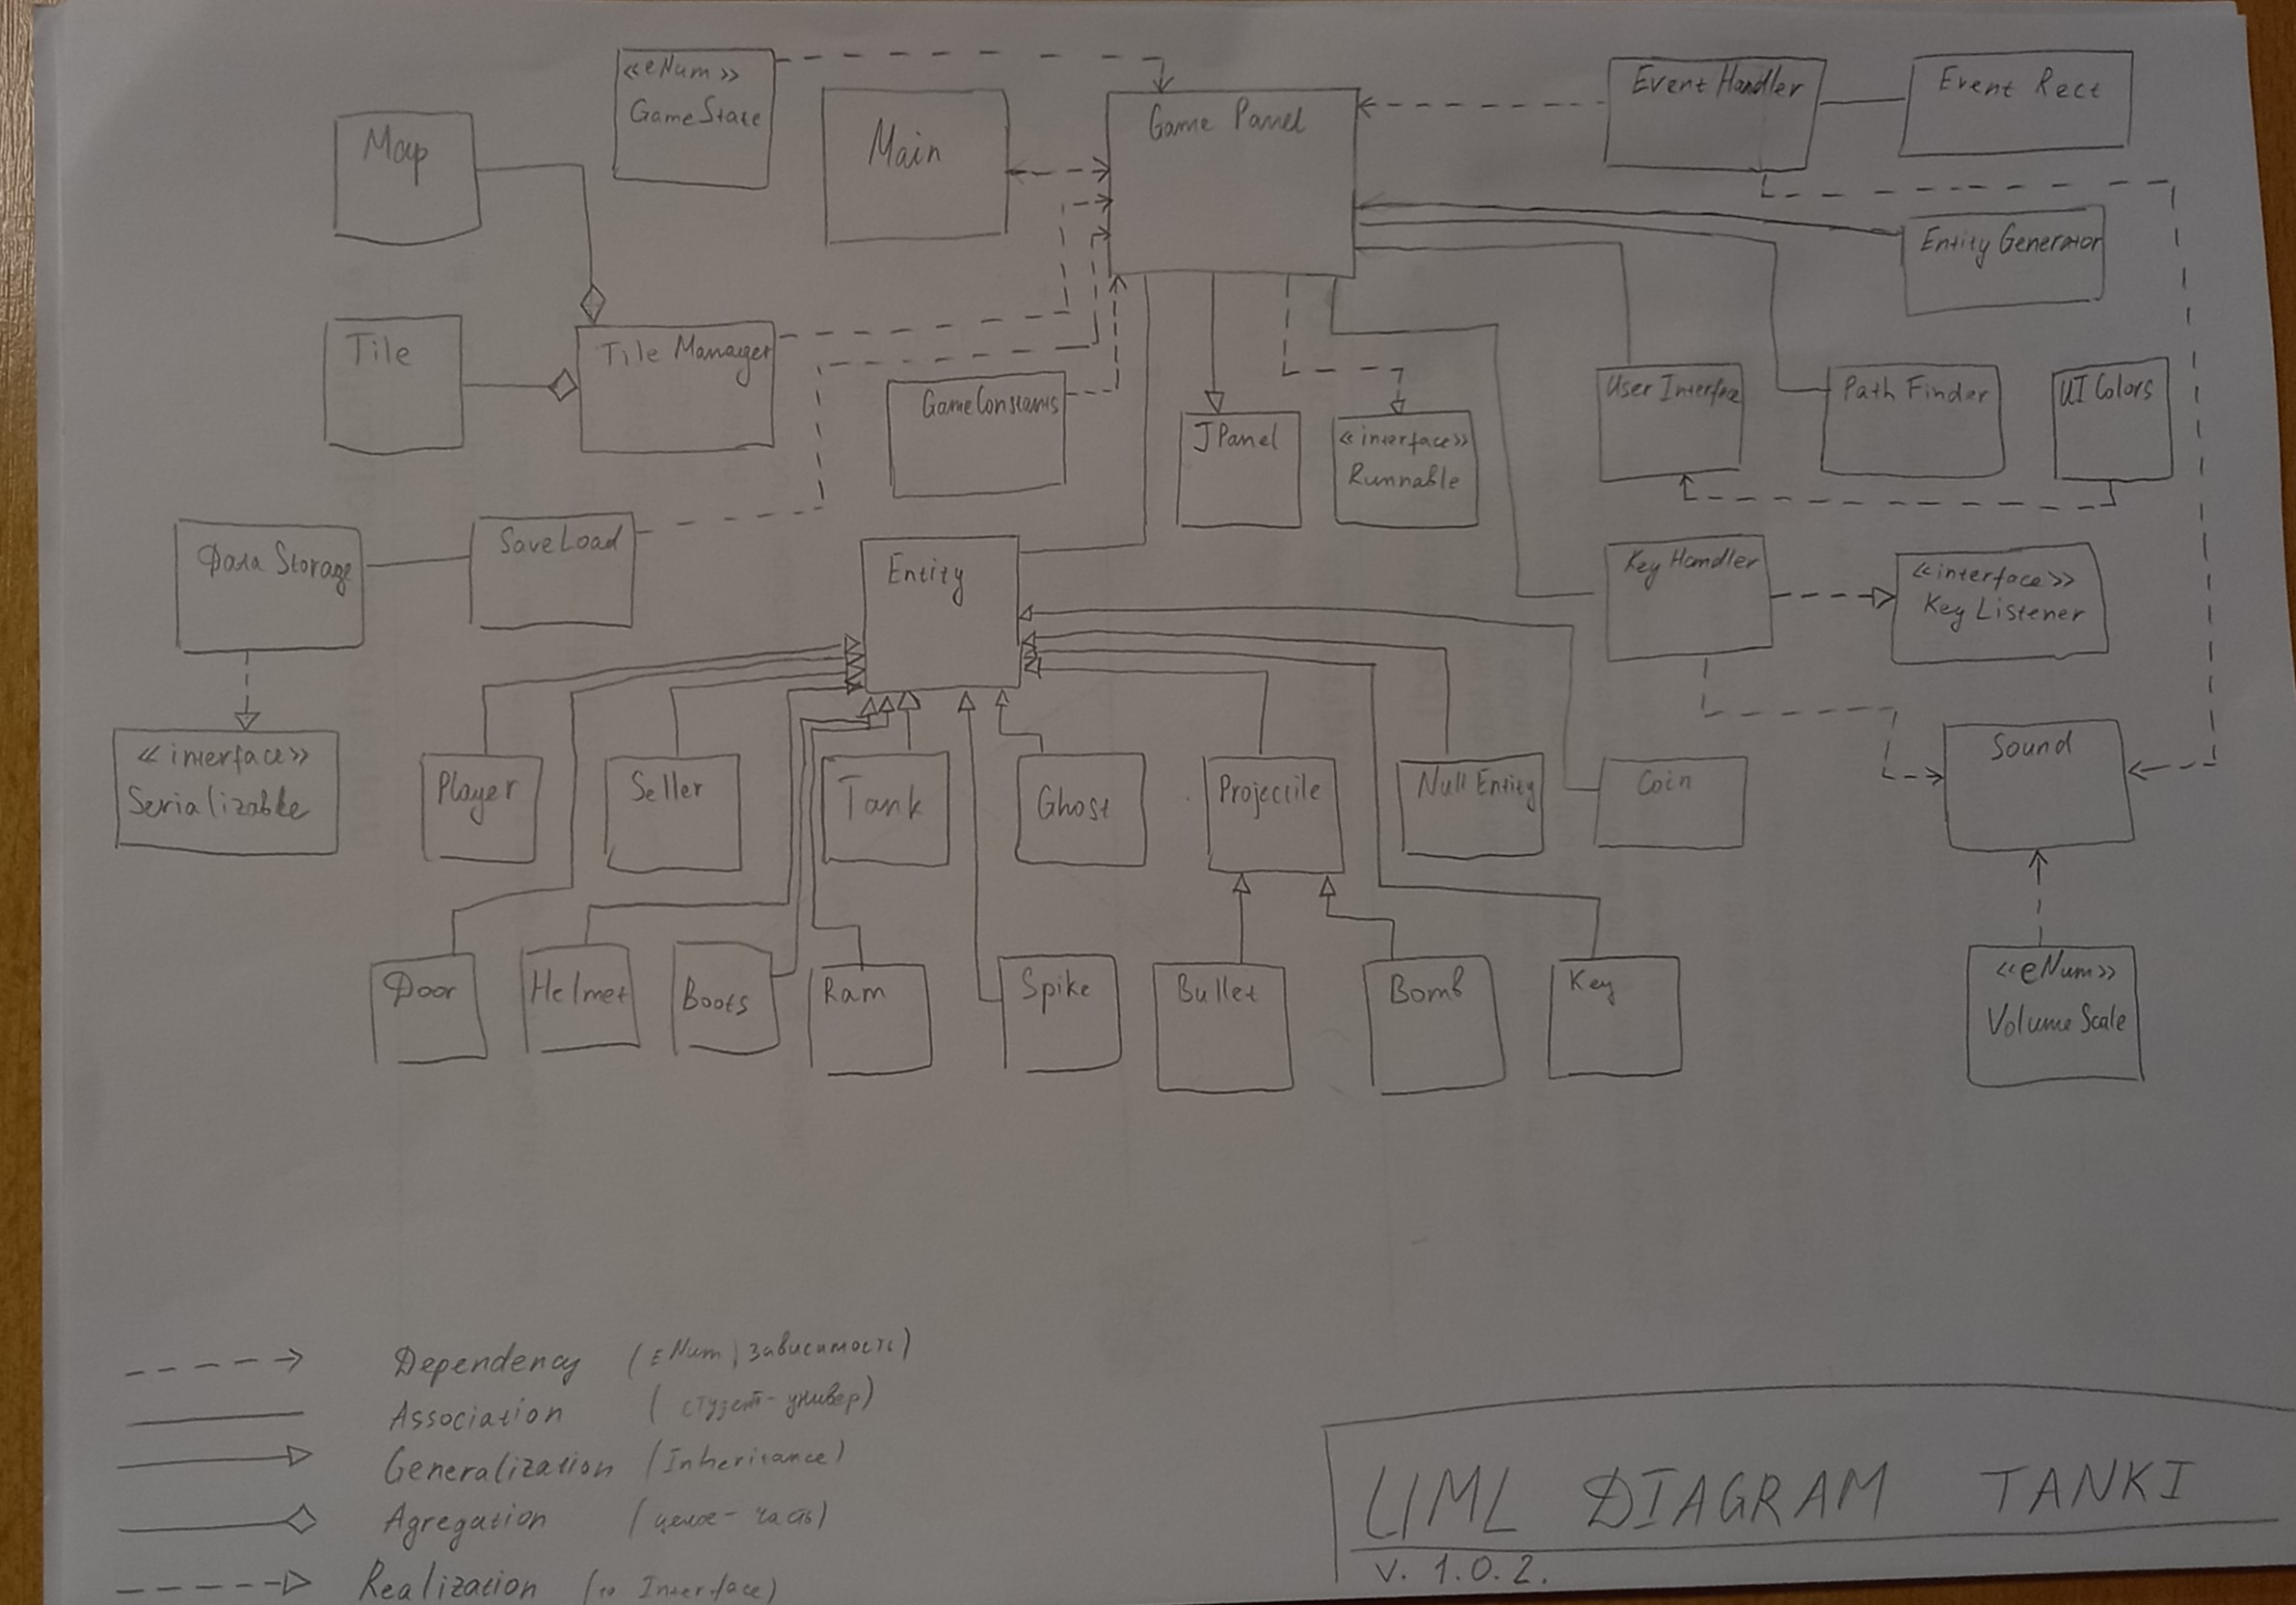 <<eNum>>
GameState
Map
Main
Game Panel
Event Handler
Event Rect
Entity Generator
Tile
Tile Manager
GameConstants
JPanel
<<interface>>
Runnable
User Interface
Path Finder
UI Colors
Data Storage
SaveLoad
Entity
Key Handler
<<interface>>
Key Listener
<<interface>>
Serializable
Player
Seller
Tank
Ghost
Projectile
Null Entity
Coin
Sound
Door
Helmet
Boots
Ram
Spike
Bullet
Bomb
Key
<<eNum>>
Volume Scale
Dependency (ENum, зависимость)
Association (студент-универ)
Generalization (Inheritance)
Agregation (целое-часть)
Realization (to Interface)
UML DIAGRAM TANKI
v. 1.0.2.